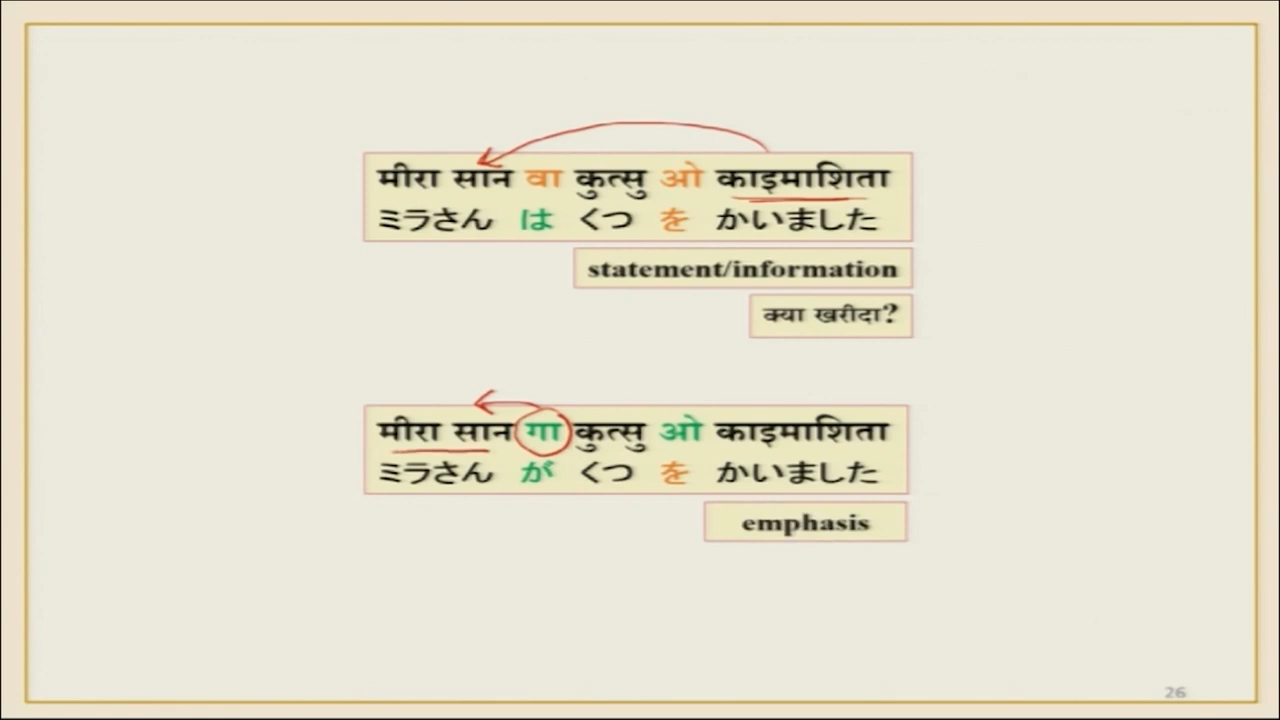 मीरा सान वा कुत्सु ओ काइमाशिता
ミラさん は くつ を かいました
statement/information
क्या खरीदा?
मीरा सान गा कुत्सु ओ काइमाशिता
ミラさん が くつ を かいました
emphasis
26